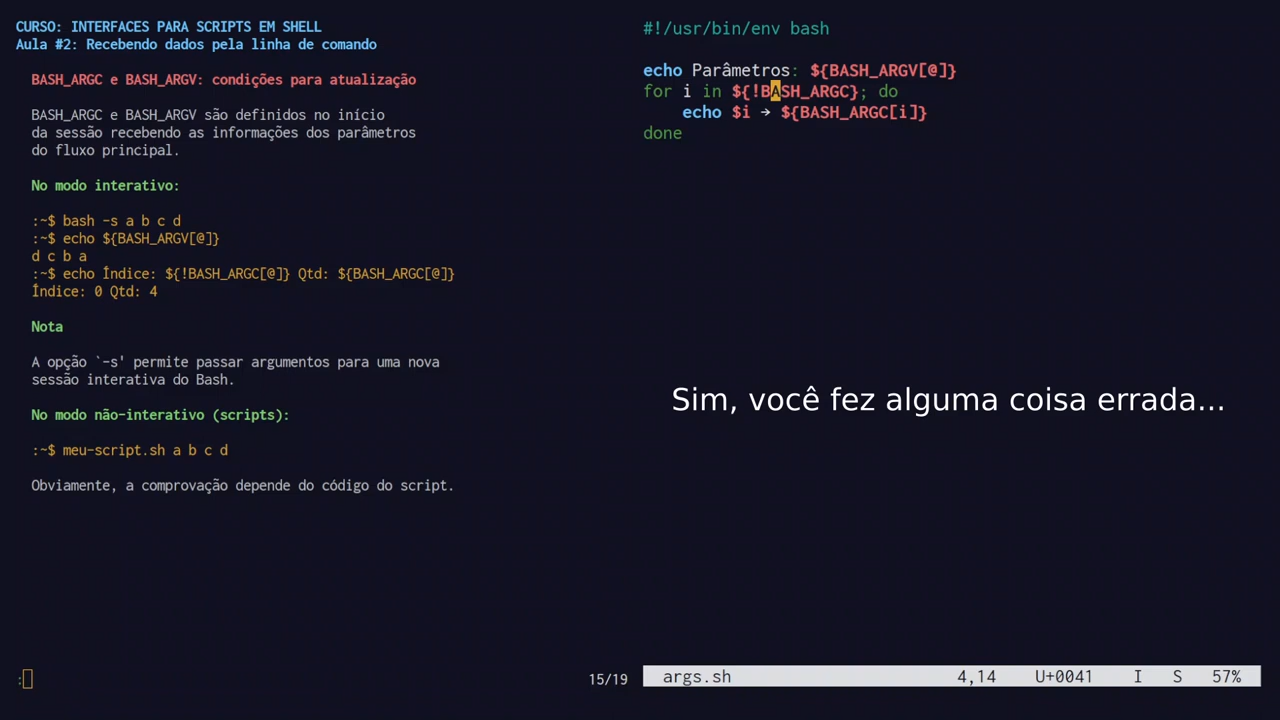 CURSO: INTERFACES PARA SCRIPTS EM SHELL
Aula #2: Recebendo dados pela linha de comando
BASH_ARGC e BASH_ARGV: condições para atualização
BASH_ARGC e BASH_ARGV são definidos no início
da sessão recebendo as informações dos parâmetros
do fluxo principal.
No modo interativo:
:~$ bash -s a b c d
:~$ echo ${BASH_ARGV[@]}
d c b a
:~$ echo Índice: ${!BASH_ARGC[@]} Qtd: ${BASH_ARGC[@]}
Índice: 0 Qtd: 4
Nota
A opção `-s' permite passar argumentos para uma nova
sessão interativa do Bash.
No modo não-interativo (scripts):
:~$ meu-script.sh a b c d
Obviamente, a comprovação depende do código do script.
:
15/19
#!/usr/bin/env bash
echo Parâmetros: ${BASH_ARGV[@]}
for i in ${!BASH_ARGC}; do
echo $i → ${BASH_ARGC[i]}
done
Sim, você fez alguma coisa errada...
args.sh 4,14 U+0041 I S 57%